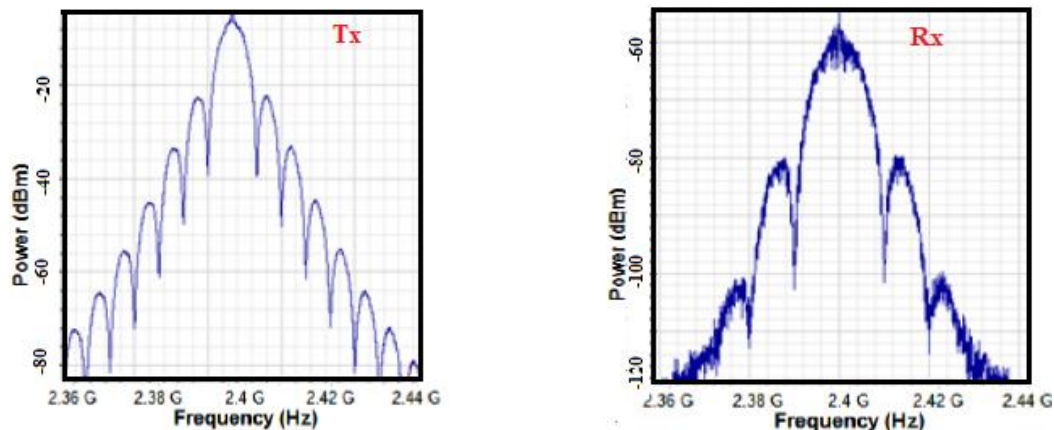 Tx
Power (dBm)
-20
-40
-60
-80
2.36 G
2.38 G
2.4 G
2.42 G
2.44 G
Frequency (Hz)
Rx
Power (dBm)
-60
-80
-100
-120
2.36 G
2.38 G
2.4 G
2.42 G
2.44 G
Frequency (Hz)